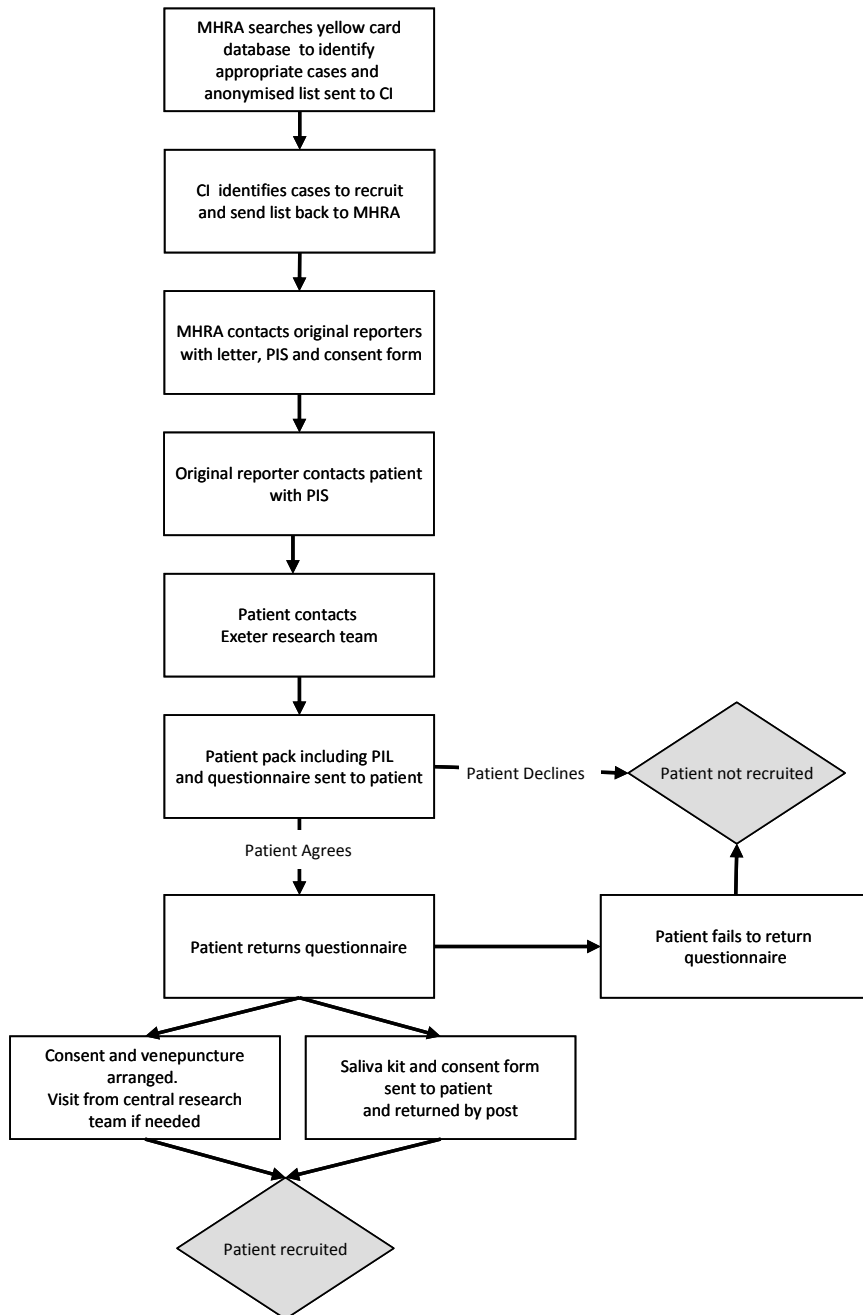 MHRA searches yellow card
database  to identify
appropriate cases and
anonymised list sent to CI
CI  identifies cases to recruit
and send list back to MHRA
MHRA contacts original reporters
with letter, PIS and consent form
Original reporter contacts patient
with PIS
Patient contacts
Exeter research team
Patient pack including PIL
and questionnaire sent to patient
Patient Declines
Patient not recruited
Patient Agrees
Patient returns questionnaire
Patient fails to return
questionnaire
Consent and venepuncture
arranged.
Visit from central research
team if needed
Saliva kit and consent form
sent to patient
and returned by post
Patient recruited